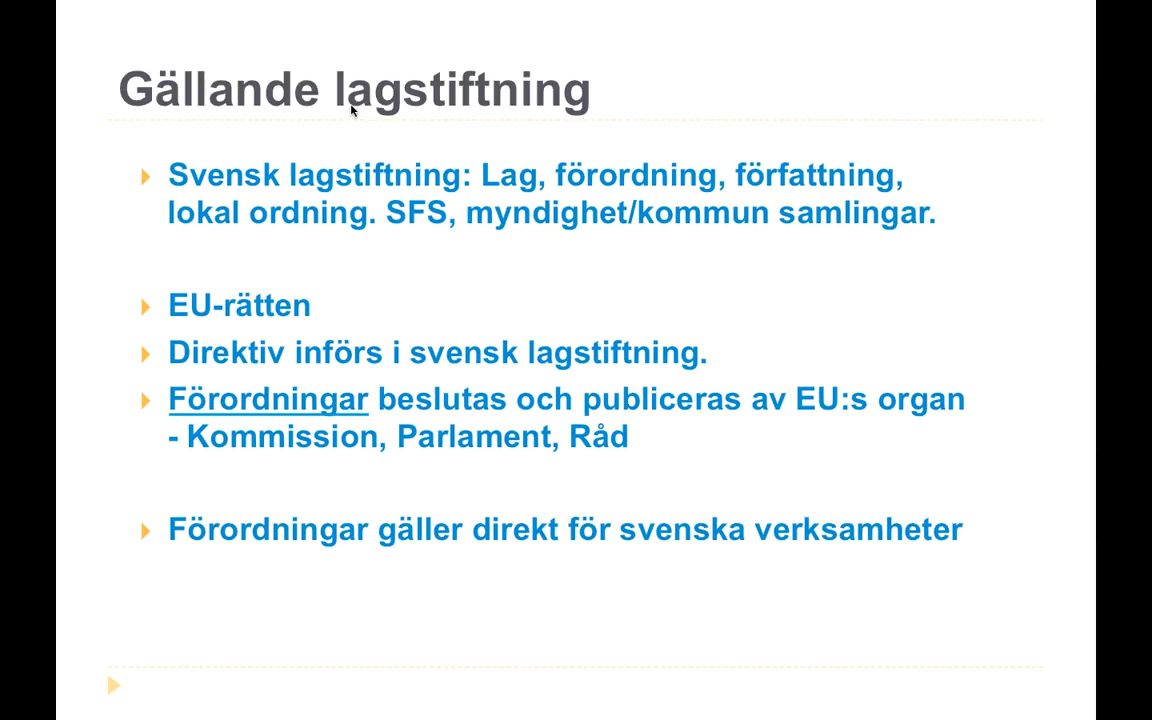 Gällande lagstiftning
Svensk lagstiftning: Lag, förordning, författning,
lokal ordning. SFS, myndighet/kommun samlingar.
EU-rätten
Direktiv införs i svensk lagstiftning.
Förordningar beslutas och publiceras av EU:s organ
- Kommission, Parlament, Råd
Förordningar gäller direkt för svenska verksamheter